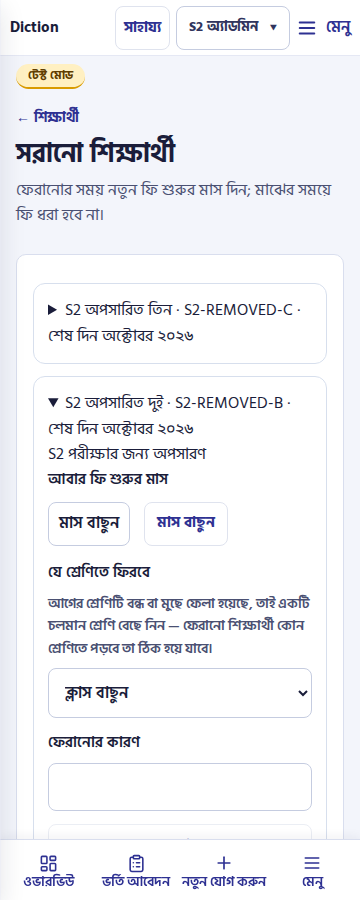 Diction
সাহায্য
S2 অ্যাডমিন ▾
মেনু
টেস্ট মোড
← শিক্ষার্থী
সরানো শিক্ষার্থী
ফেরানোর সময় নতুন ফি শুরুর মাস দিন; মাঝের সময়ে
ফি ধরা হবে না।
▶ S2 অপসারিত তিন · S2-REMOVED-C ·
শেষ দিন অক্টোবর ২০২৬
▼ S2 অপসারিত দুই · S2-REMOVED-B ·
শেষ দিন অক্টোবর ২০২৬
S2 পরীক্ষার জন্য অপসারণ
আবার ফি শুরুর মাস
মাস বাছুন
মাস বাছুন
যে শ্রেণিতে ফিরবে
আগের শ্রেণিটি বন্ধ বা মুছে ফেলা হয়েছে, তাই একটি
চলমান শ্রেণি বেছে নিন — ফেরানো শিক্ষার্থী কোন
শ্রেণিতে পড়বে তা ঠিক হয়ে যাবে।
ক্লাস বাছুন
ফেরানোর কারণ
ওভারভিউ
ভর্তি আবেদন
নতুন যোগ করুন
মেনু